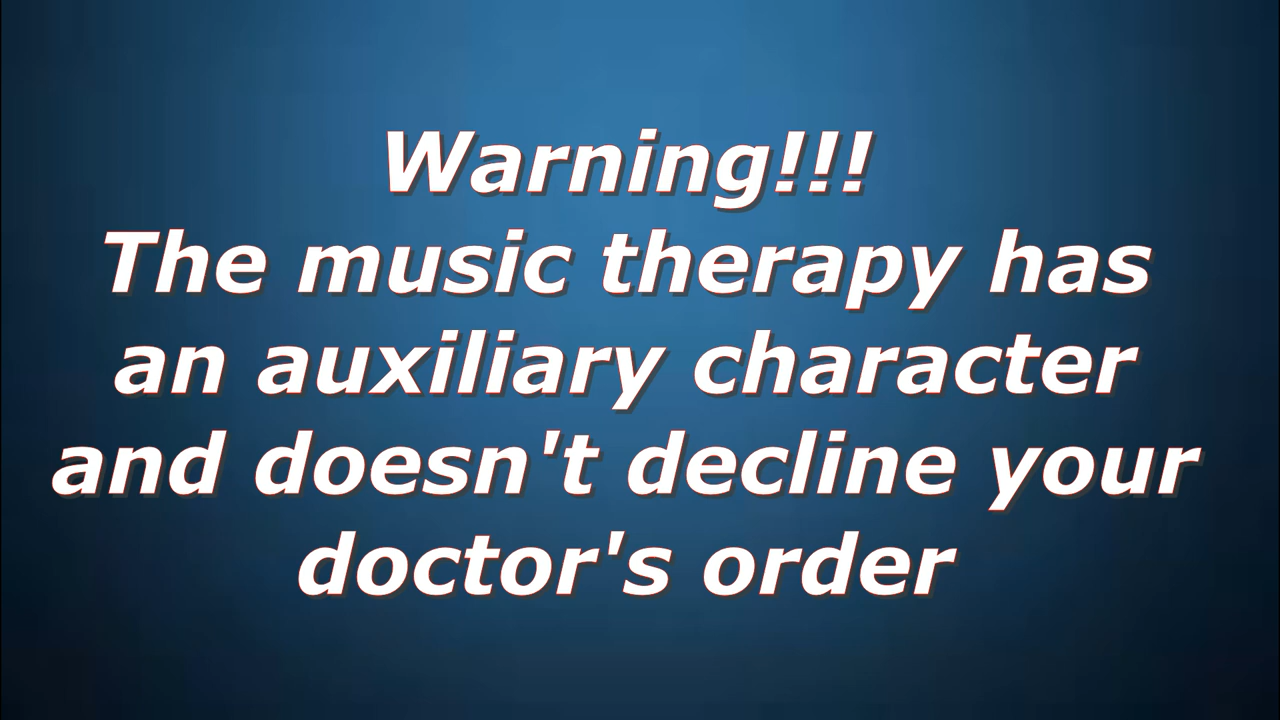 Warning!!!
The music therapy has
an auxiliary character
and doesn't decline your
doctor's order